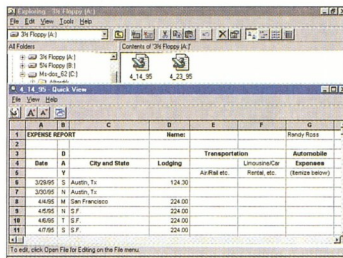 Exploring - 3½ Floppy (A:)
File Edit View Tools Help
3½ Floppy (A:)
All Folders Contents of '3½ Floppy (A:)'
3½ Floppy (A:)
5¼ Floppy (B:)
Ms-dos_62 (C:)
4_14_95 4_23_95
4_14_95 - Quick View
File View Help
A B C D E F G
1 EXPENSE REPORT Name: Randy Ross
2
3 D Transportation Automobile
4 Date A City and State Lodging Limousine/Car Expenses
5 Y Air/Rail etc. Rental, etc. (itemize below)
6 3/29/95 S Austin, Tx 124.30
7 3/30/95 N Austin, Tx
8 4/4/95 M San Francisco 224.00
9 4/5/95 N S.F. 224.00
10 4/6/95 T S.F. 224.00
11 4/7/95 S S.F. 224.00
To edit, click Open File for Editing on the File menu.